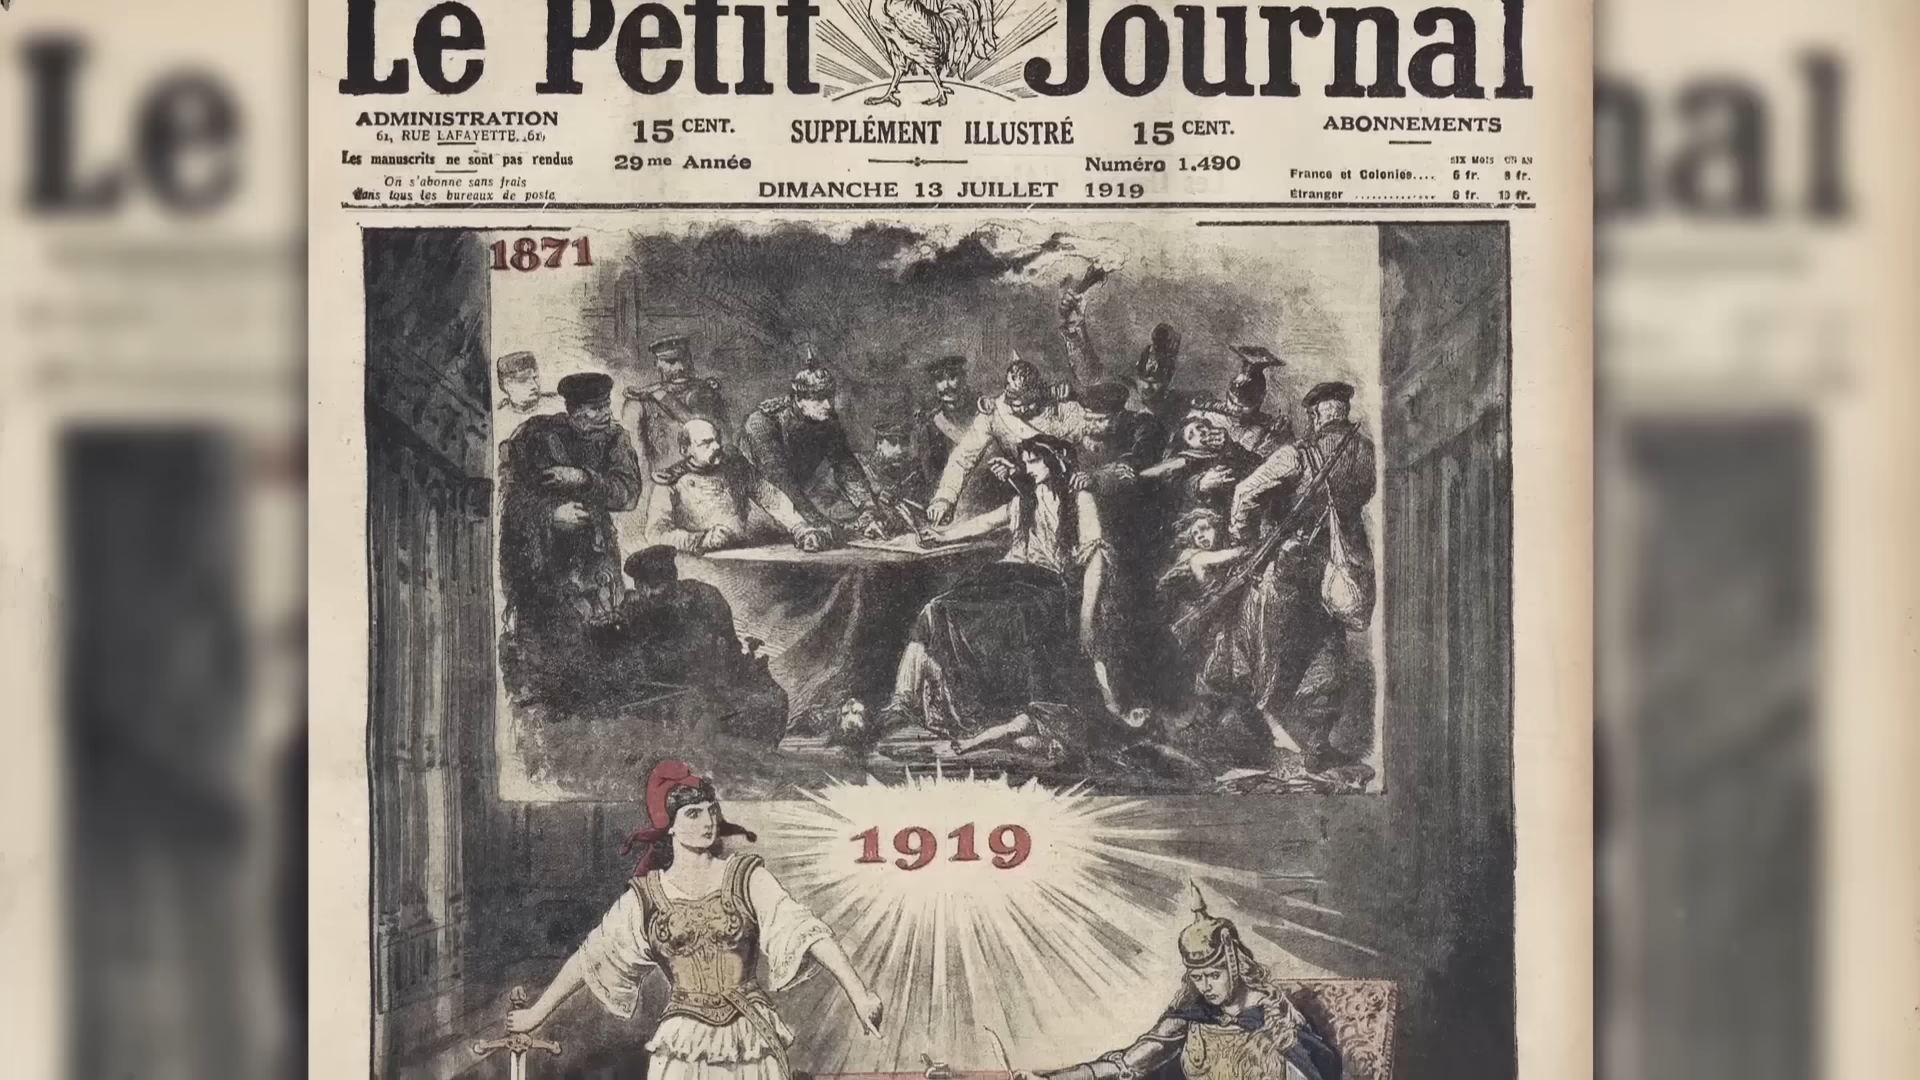 Le Petit Journal
ADMINISTRATION
61, RUE LAFAYETTE, 61,
Les manuscrits ne sont pas rendus
On s'abonne sans frais
dans tous les bureaux de poste
15 CENT.
SUPPLÉMENT ILLUSTRÉ
15 CENT.
29me Année
Numéro 1.490
DIMANCHE 13 JUILLET 1919
ABONNEMENTS
SIX MOIS UN AN
France et Colonies.... 6 fr. 8 fr.
Étranger .............. 6 fr. 10 fr.
1871
1919
Le
nal